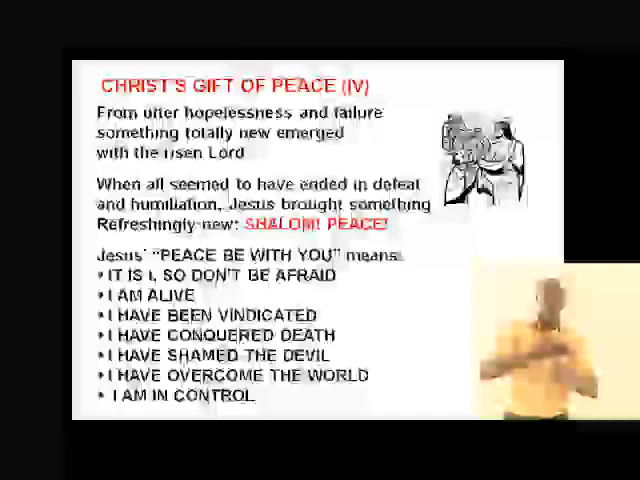 CHRIST'S GIFT OF PEACE (IV)
From utter hopelessness and failure
something totally new emerged
with the risen Lord
When all seemed to have ended in defeat
and humiliation, Jesus brought something
Refreshingly new: SHALOM! PEACE!
Jesus' "PEACE BE WITH YOU" means:
• IT IS I, SO DON'T BE AFRAID
• I AM ALIVE
• I HAVE BEEN VINDICATED
• I HAVE CONQUERED DEATH
• I HAVE SHAMED THE DEVIL
• I HAVE OVERCOME THE WORLD
• I AM IN CONTROL